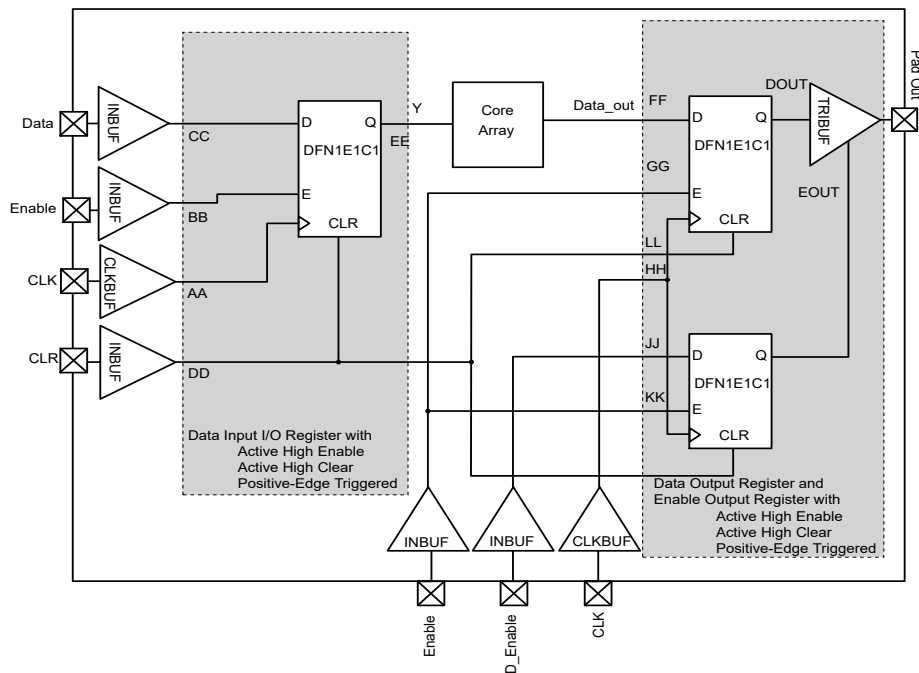 Data
INBUF
CC
Enable
INBUF
BB
CLK
CLKBUF
AA
CLR
INBUF
DD
D
Q
DFN1E1C1
E
CLR
Y
EE
Data Input I/O Register with
Active High Enable
Active High Clear
Positive-Edge Triggered
Core
Array
Data_out
FF
GG
LL
HH
JJ
KK
D
Q
DFN1E1C1
E
CLR
DOUT
TRIBUF
EOUT
Pad Out
D
Q
DFN1E1C1
E
CLR
Data Output Register and
Enable Output Register with
Active High Enable
Active High Clear
Positive-Edge Triggered
INBUF
INBUF
CLKBUF
Enable
D_Enable
CLK